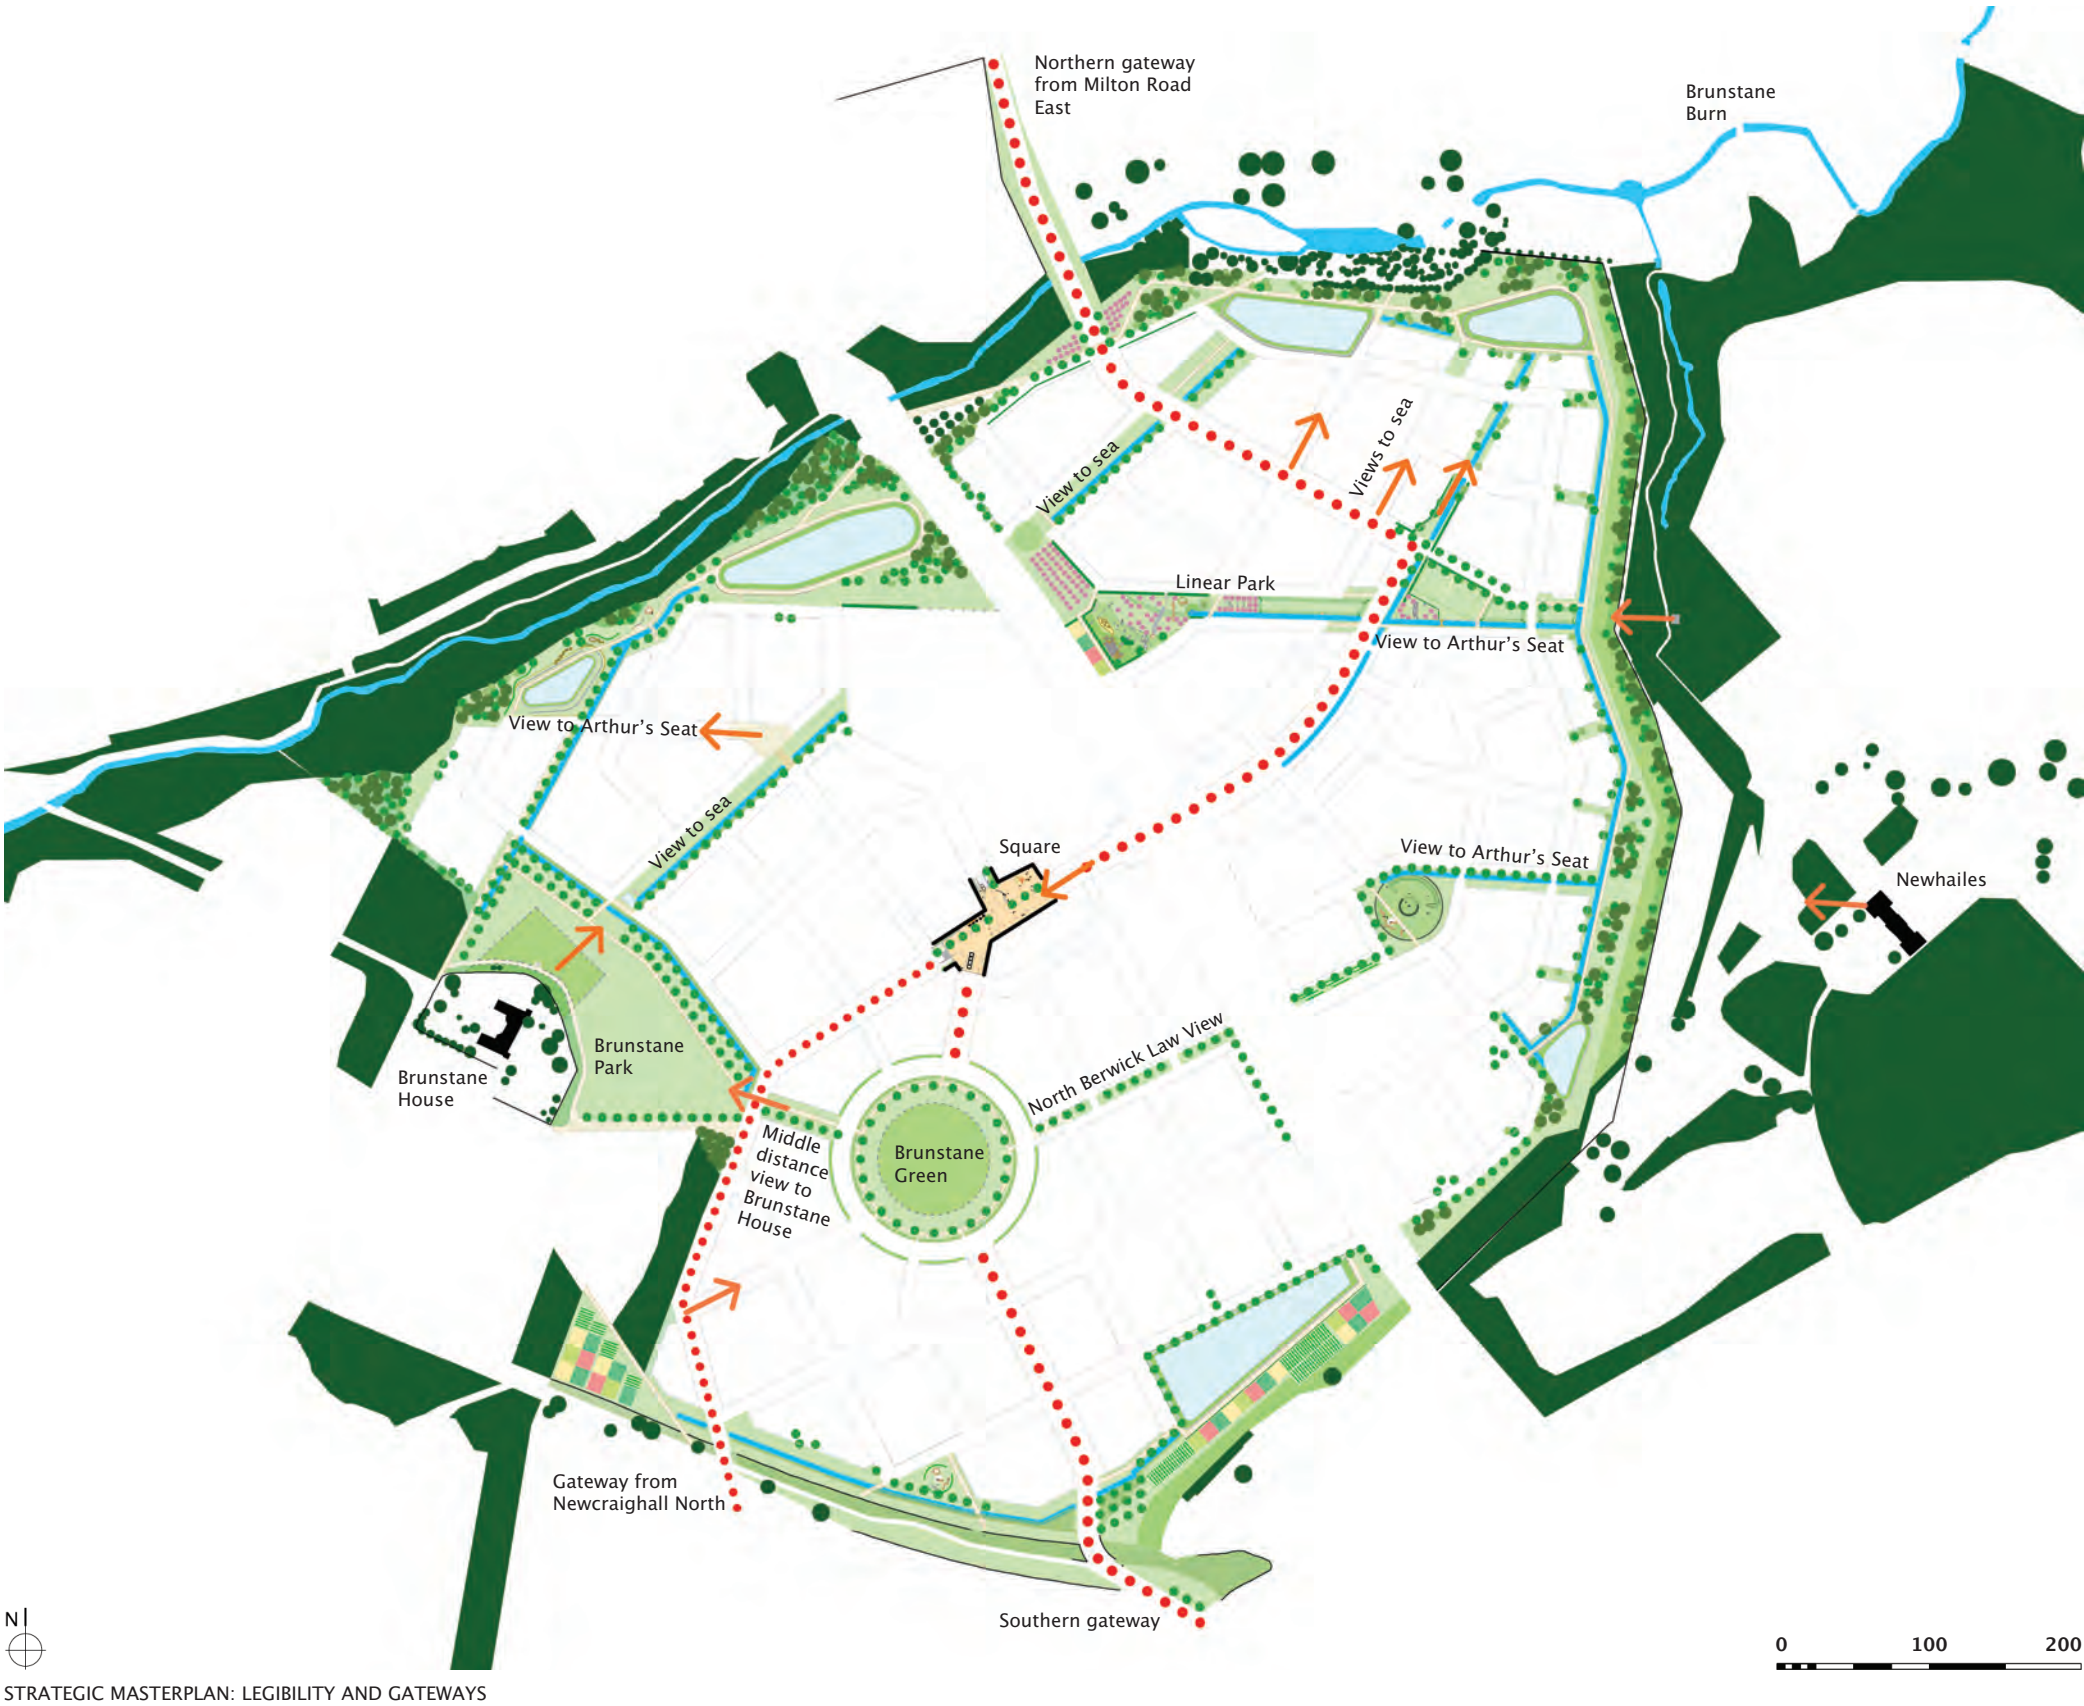 Northern gateway
from Milton Road
East
Brunstane
Burn
View to sea
Views to sea
Linear Park
View to Arthur's Seat
View to Arthur's Seat
View to sea
Square
View to Arthur's Seat
Newhailes
Brunstane
Park
Brunstane
House
North Berwick Law View
Middle
distance
view to
Brunstane
House
Brunstane
Green
Gateway from
Newcraighall North
Southern gateway
N
0 100 200
STRATEGIC MASTERPLAN: LEGIBILITY AND GATEWAYS